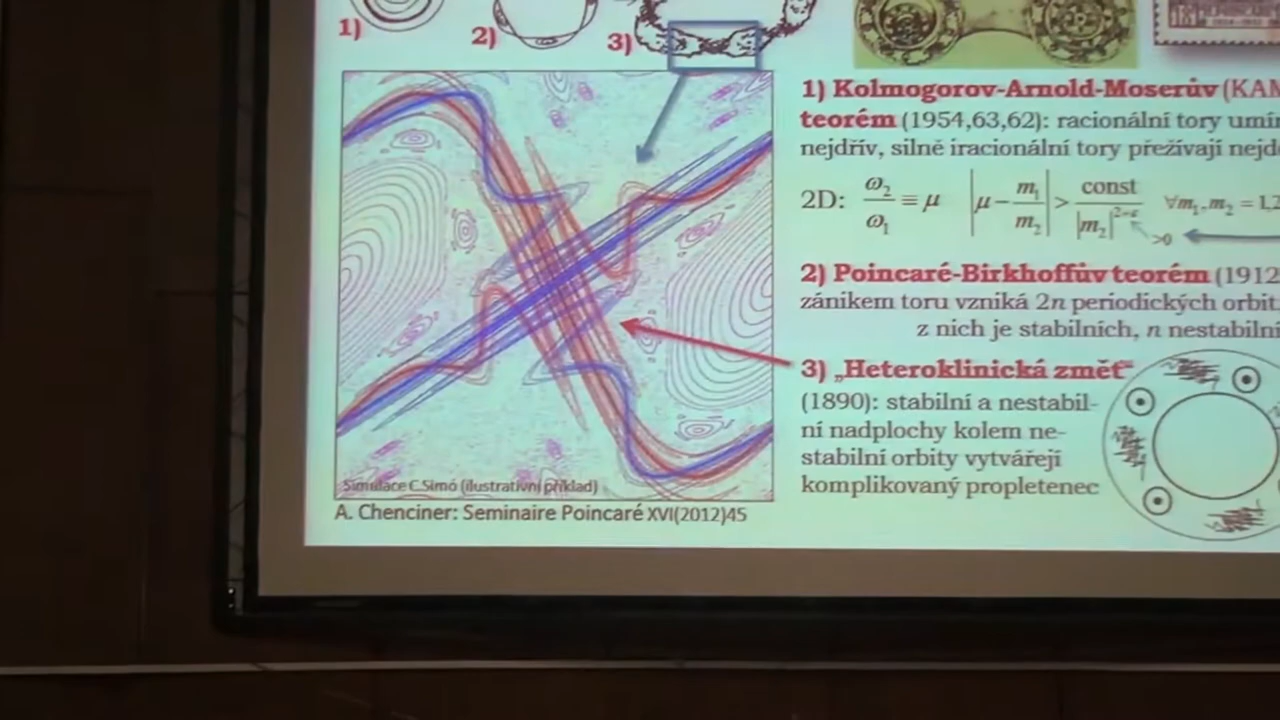 1)
2)
3)
1) Kolmogorov-Arnold-Moserův (KAM
teorém (1954,63,62): racionální tory umí
nejdřív, silně iracionální tory přežívají nejd
2D: ω₂/ω₁ ≡ μ |μ − m₁/m₂| > const/|m₂|²⁻ᵋ ∀m₁,m₂ = 1,2
>0
2) Poincaré-Birkhoffův teorém (1912
zánikem toru vzniká 2n periodických orbit
z nich je stabilních, n nestabiln
3) „Heteroklinická změť“
(1890): stabilní a nestabil-
ní nadplochy kolem ne-
stabilní orbity vytvářejí
komplikovaný propletenec
Simulace C.Simó (ilustrativní příklad)
A. Chenciner: Seminaire Poincaré XVI(2012)45